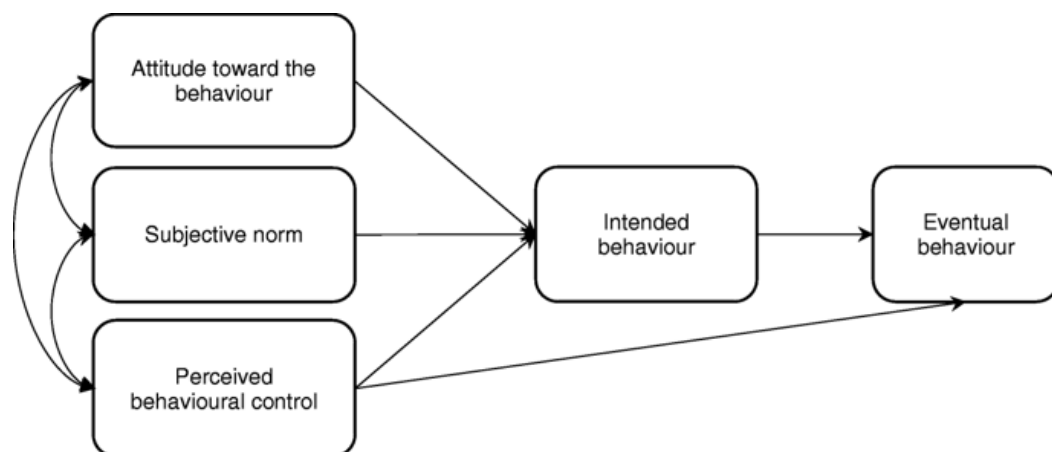 Attitude toward the
behaviour
Subjective norm
Perceived
behavioural control
Intended
behaviour
Eventual
behaviour